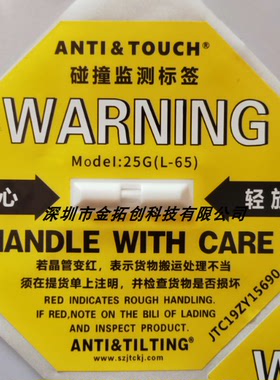 ANTI & TOUCH®
碰撞监测标签
WARNING
Model:25G(L-65)
心
轻放
深圳市金拓创科技有限公司
HANDLE WITH CARE
若晶管变红，表示货物搬运处理不当
须在提货单上注明，并检查货物是否损坏
RED INDICATES ROUGH HANDLING.
IF RED,NOTE ON THE BILI OF LADING
AND INSPECT PRODUCT.
ANTI&TILTING®
www.szjtckj.com
JTC19ZY15690